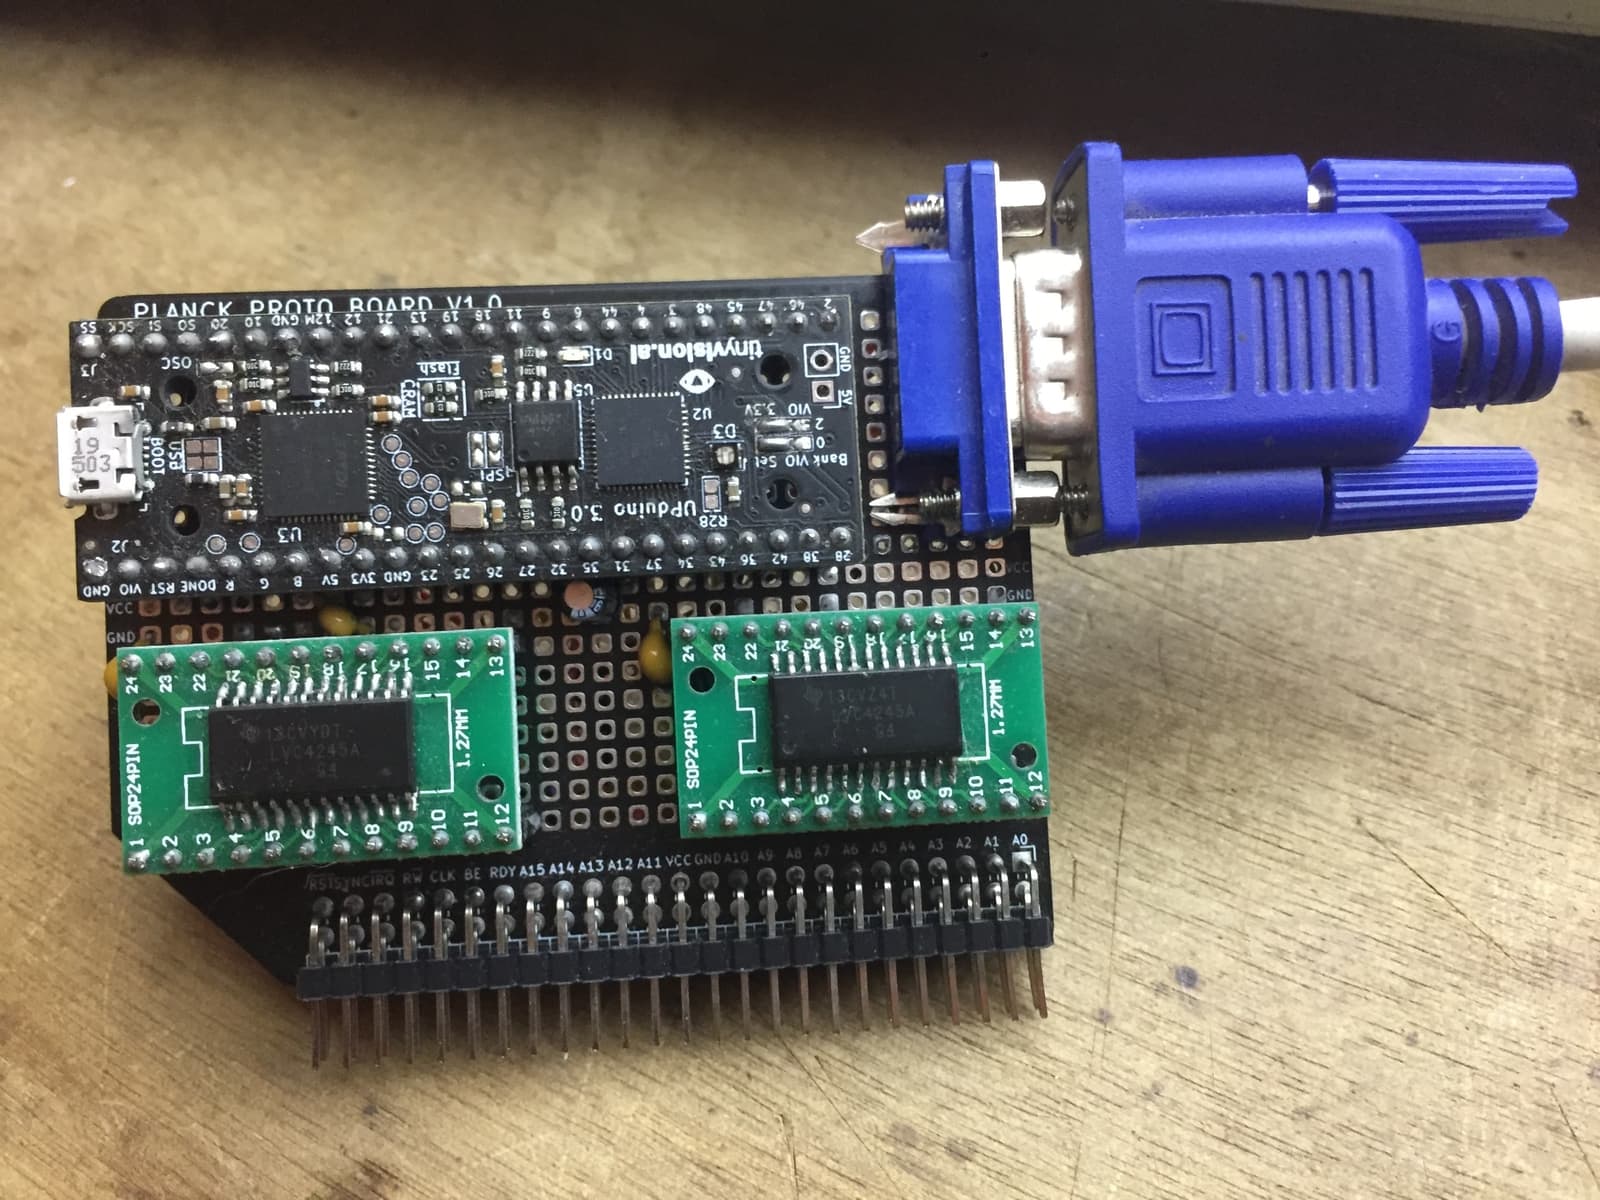 PLANCK PROTO BOARD V1.0
SS SCK SI SO 20 10 GND 12M 12 21 13 19 18 11 9 6 44 4 3 48 45 47 46 2
J3
OSC
Flash
CRAM
D1
U5
tinyvision.ai
GND
5V
U2
VIO
3.3V
2
0
Bank VIO Sel
D3
19
503
USB
BOOT
SPI
U3
UPduino 3.0
R28
J2
GND VIO RST DONE R G B 5V 3V3 GND 23 25 26 27 32 35 31 37 34 43 36 42 38 28
VCC
GND
VCC
GND
24 23 22 21 20 19 18 17 16 15 14 13
SOP24PIN
13CVYDT
LVC4245A
G4
1.27MM
1 2 3 4 5 6 7 8 9 10 11 12
24 23 22 21 20 19 18 17 16 15 14 13
SOP24PIN
13CVZ4T
LVC4245A
G4
1.27MM
1 2 3 4 5 6 7 8 9 10 11 12
RST SYNC IRQ RW CLK BE RDY A15 A14 A13 A12 A11 VCC GND A10 A9 A8 A7 A6 A5 A4 A3 A2 A1 A0